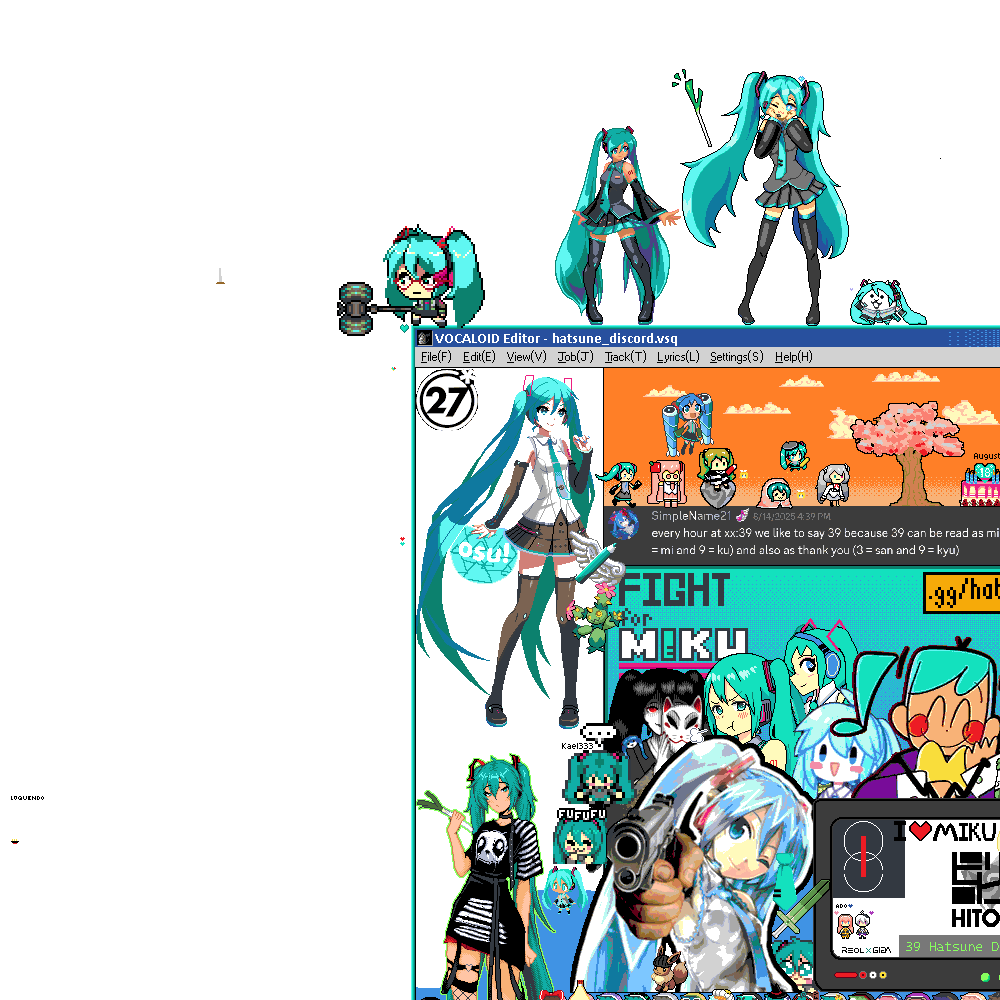 VOCALOID Editor - hatsune_discord.vsq
File(F) Edit(E) View(V) Job(J) Track(T) Lyrics(L) Settings(S) Help(H)
27
August
18
SimpleName21 8/14/2025 4:39 PM
every hour at xx:39 we like to say 39 because 39 can be read as mi
= mi and 9 = ku) and also as thank you (3 = san and 9 = kyu)
osu!
FIGHT
for
MIKU
.gg/hat
Kael333
LOQUENDO
FUFUFU
I ❤ MIKU
ADO
HITO
REOL×GIGA
39 Hatsune D